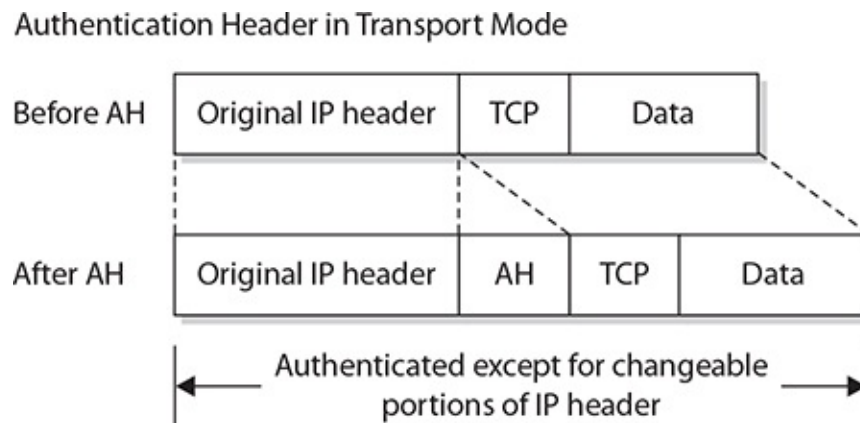 Authentication Header in Transport Mode
Before AH Original IP header TCP Data
After AH Original IP header AH TCP Data
Authenticated except for changeable
portions of IP header